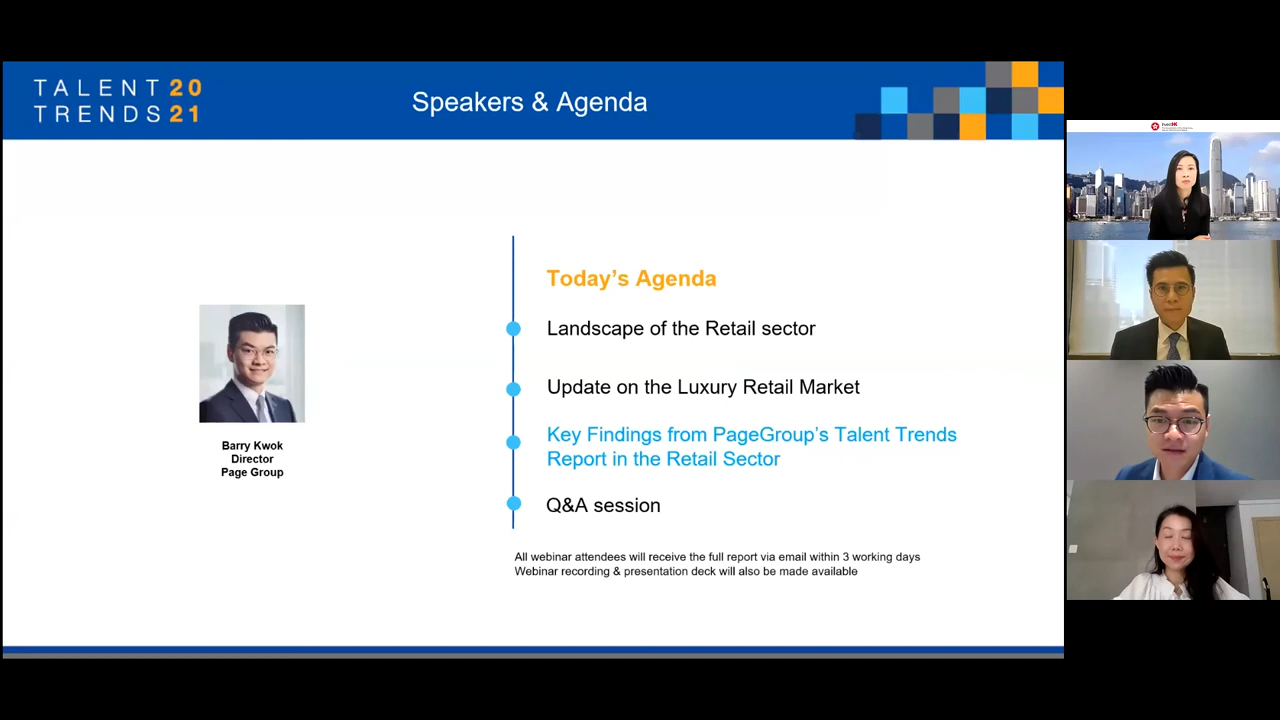 TALENT 20
TRENDS 21
Speakers & Agenda
Today's Agenda
Landscape of the Retail sector
Update on the Luxury Retail Market
Key Findings from PageGroup's Talent Trends
Report in the Retail Sector
Q&A session
Barry Kwok
Director
Page Group
All webinar attendees will receive the full report via email within 3 working days
Webinar recording & presentation deck will also be made available
InvestHK